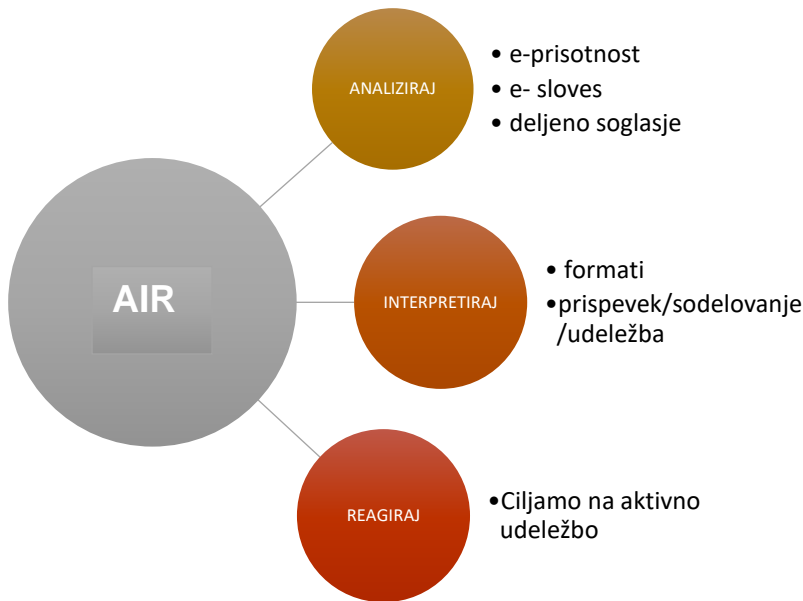 ANALIZIRAJ
• e-prisotnost
• e- sloves
• deljeno soglasje
AIR
INTERPRETIRAJ
• formati
•prispevek/sodelovanje
/udeležba
REAGIRAJ
•Ciljamo na aktivno
udeležbo